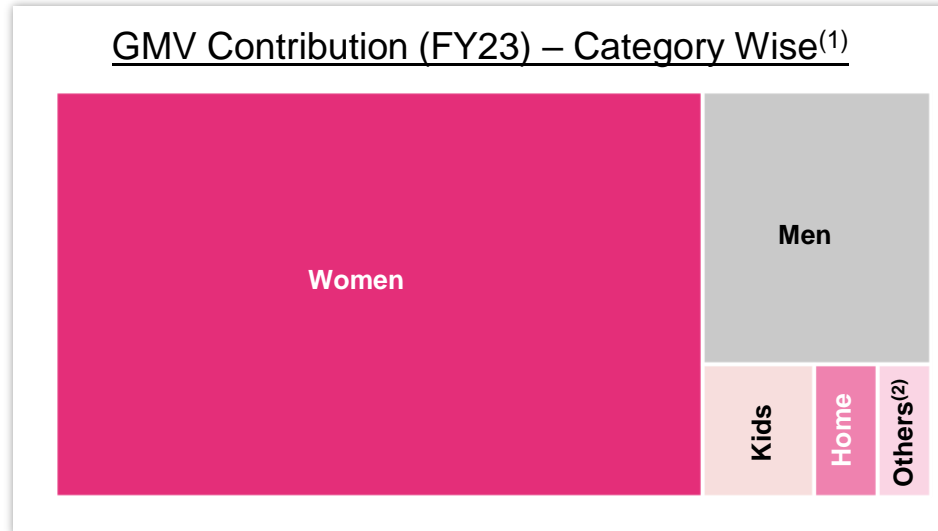 GMV Contribution (FY23) – Category Wise(1)
Women
Men
Kids
Home
Others(2)